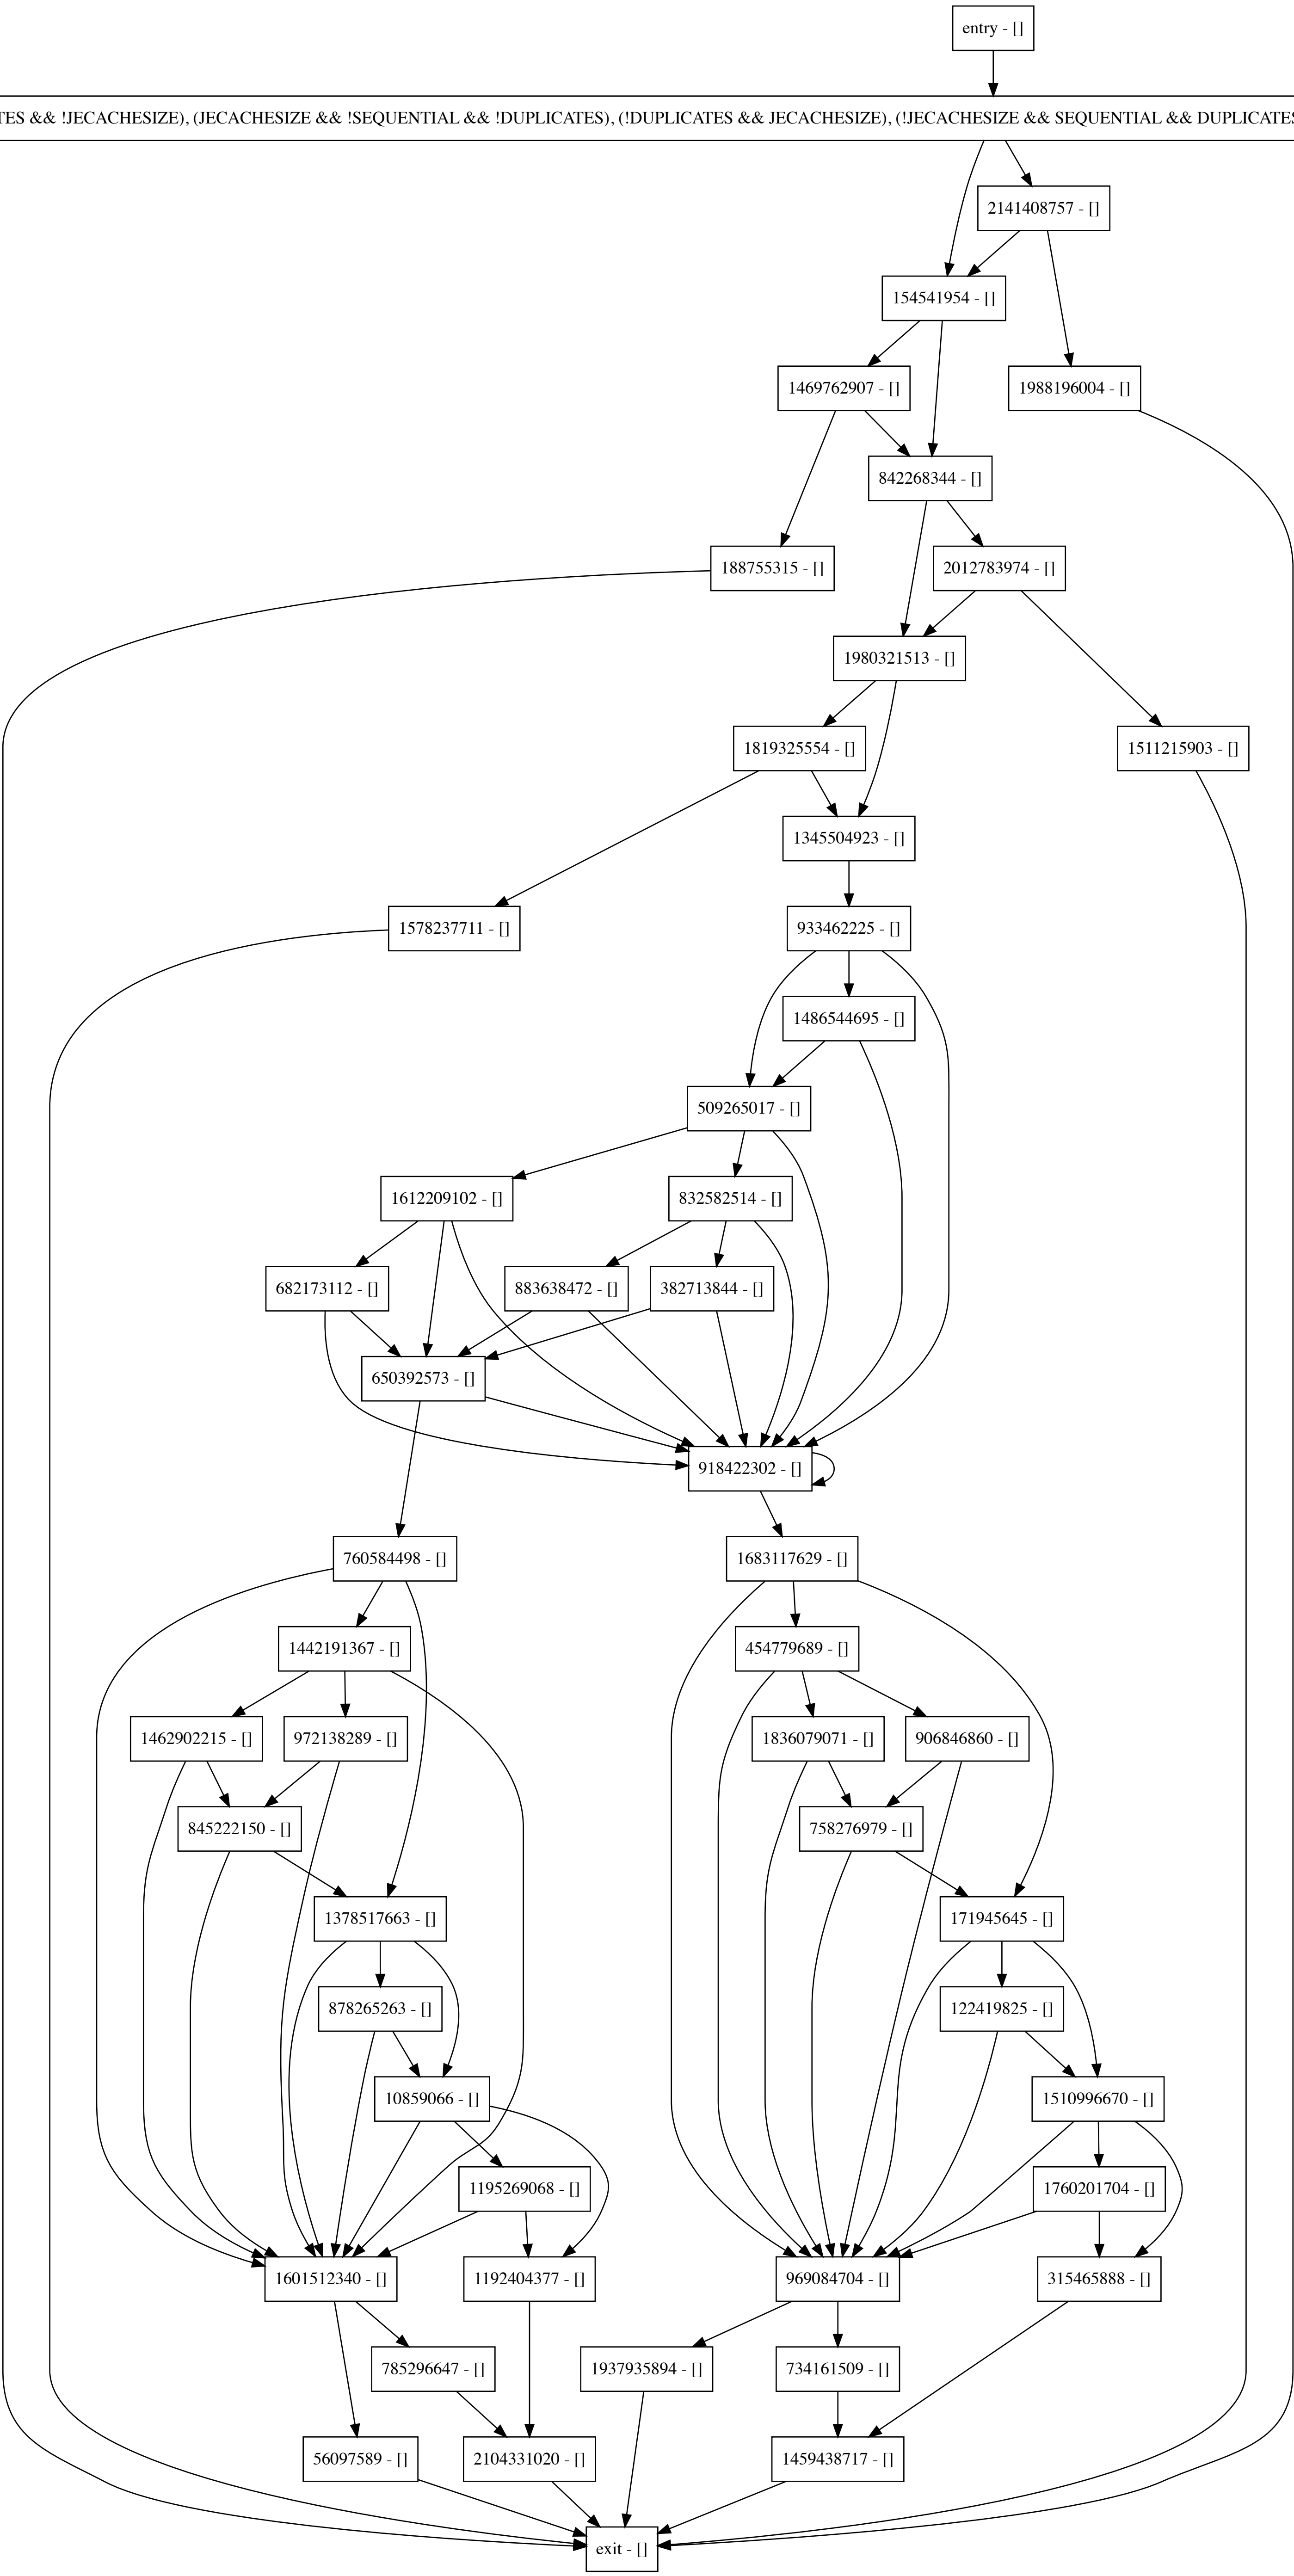 entry - []
TES && !JECACHESIZE), (JECACHESIZE && !SEQUENTIAL && !DUPLICATES), (!DUPLICATES && JECACHESIZE), (!JECACHESIZE && SEQUENTIAL && DUPLICATES
2141408757 - []
154541954 - []
1469762907 - []
1988196004 - []
842268344 - []
188755315 - []
2012783974 - []
1980321513 - []
1819325554 - []
1511215903 - []
1345504923 - []
1578237711 - []
933462225 - []
1486544695 - []
509265017 - []
1612209102 - []
832582514 - []
682173112 - []
883638472 - []
382713844 - []
650392573 - []
918422302 - []
760584498 - []
1683117629 - []
1442191367 - []
454779689 - []
1462902215 - []
972138289 - []
1836079071 - []
906846860 - []
845222150 - []
758276979 - []
1378517663 - []
171945645 - []
878265263 - []
122419825 - []
10859066 - []
1510996670 - []
1195269068 - []
1760201704 - []
1601512340 - []
1192404377 - []
969084704 - []
315465888 - []
785296647 - []
1937935894 - []
734161509 - []
56097589 - []
2104331020 - []
1459438717 - []
exit - []